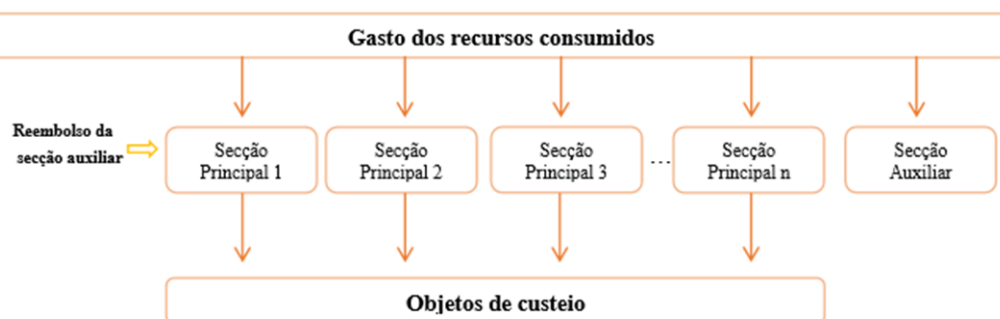 Gasto dos recursos consumidos
Reembolso da
secção auxiliar
Secção
Principal 1
Secção
Principal 2
Secção
Principal 3
...
Secção
Principal n
Secção
Auxiliar
Objetos de custeio